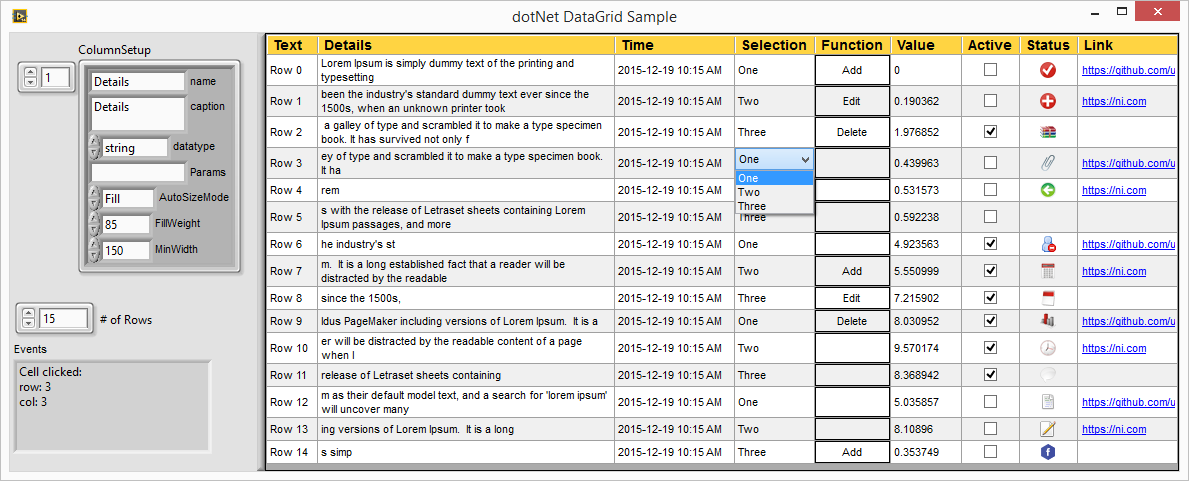 dotNet DataGrid Sample
ColumnSetup
1
Details name
Details caption
string datatype
Params
Fill AutoSizeMode
85 FillWeight
150 MinWidth
15 # of Rows
Events
Cell clicked:
row: 3
col: 3
Text Details Time Selection Function Value Active Status Link
Row 0 Lorem Ipsum is simply dummy text of the printing and
typesetting 2015-12-19 10:15 AM One Add 0 https://github.com/u
Row 1 been the industry's standard dummy text ever since the
1500s, when an unknown printer took 2015-12-19 10:15 AM Two Edit 0.190362 https://ni.com
Row 2 a galley of type and scrambled it to make a type specimen
book. It has survived not only f 2015-12-19 10:15 AM Three Delete 1.976852
Row 3 ey of type and scrambled it to make a type specimen book.
It ha 2015-12-19 10:15 AM One 0.439963 https://github.com/u
One
Two
Three
Row 4 rem 2015-12-19 10:15 AM 0.531573 https://ni.com
Row 5 s with the release of Letraset sheets containing Lorem
Ipsum passages, and more 2015-12-19 10:15 AM Three 0.592238
Row 6 he industry's st 2015-12-19 10:15 AM One 4.923563 https://github.com/u
Row 7 m. It is a long established fact that a reader will be
distracted by the readable 2015-12-19 10:15 AM Two Add 5.550999 https://ni.com
Row 8 since the 1500s, 2015-12-19 10:15 AM Three Edit 7.215902
Row 9 ldus PageMaker including versions of Lorem Ipsum. It is a 2015-12-19 10:15 AM One Delete 8.030952 https://github.com/u
Row 10 er will be distracted by the readable content of a page
when l 2015-12-19 10:15 AM Two 9.570174 https://ni.com
Row 11 release of Letraset sheets containing 2015-12-19 10:15 AM Three 8.368942
Row 12 m as their default model text, and a search for 'lorem ipsum'
will uncover many 2015-12-19 10:15 AM One 5.035857 https://github.com/u
Row 13 ing versions of Lorem Ipsum. It is a long 2015-12-19 10:15 AM Two 8.10896 https://ni.com
Row 14 s simp 2015-12-19 10:15 AM Three Add 0.353749